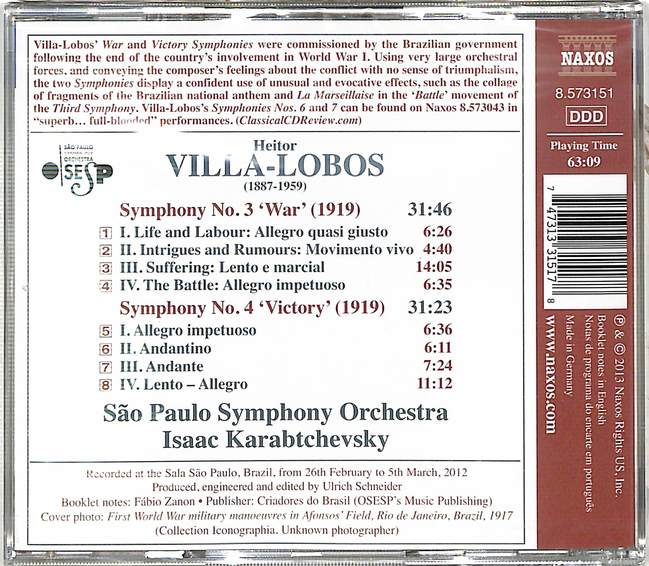 Villa-Lobos' War and Victory Symphonies were commissioned by the Brazilian government
following the end of the country's involvement in World War I. Using very large orchestral
forces, and conveying the composer's feelings about the conflict with no sense of triumphalism,
the two Symphonies display a confident use of unusual and evocative effects, such as the collage
of fragments of the Brazilian national anthem and La Marseillaise in the 'Battle' movement of
the Third Symphony. Villa-Lobos's Symphonies Nos. 6 and 7 can be found on Naxos 8.573043 in
"superb... full-blooded" performances. (ClassicalCDReview.com)
NAXOS
8.573151
DDD
Playing Time
63:09
SÃO PAULO
ORCHESTRA
OSESP
Heitor
VILLA-LOBOS
(1887-1959)
Symphony No. 3 'War' (1919) 31:46
1 I. Life and Labour: Allegro quasi giusto 6:26
2 II. Intrigues and Rumours: Movimento vivo 4:40
3 III. Suffering: Lento e marcial 14:05
4 IV. The Battle: Allegro impetuoso 6:35
Symphony No. 4 'Victory' (1919) 31:23
5 I. Allegro impetuoso 6:36
6 II. Andantino 6:11
7 III. Andante 7:24
8 IV. Lento – Allegro 11:12
São Paulo Symphony Orchestra
Isaac Karabtchevsky
Recorded at the Sala São Paulo, Brazil, from 26th February to 5th March, 2012
Produced, engineered and edited by Ulrich Schneider
Booklet notes: Fábio Zanon • Publisher: Criadores do Brasil (OSESP's Music Publishing)
Cover photo: First World War military manoeuvres in Afonsos' Field, Rio de Janeiro, Brazil, 1917
(Collection Iconographia. Unknown photographer)
7 47313 31517 8
www.naxos.com
Made in Germany
Notas de programa do encarte em português
Booklet notes in English
℗ & © 2013 Naxos Rights US, Inc.